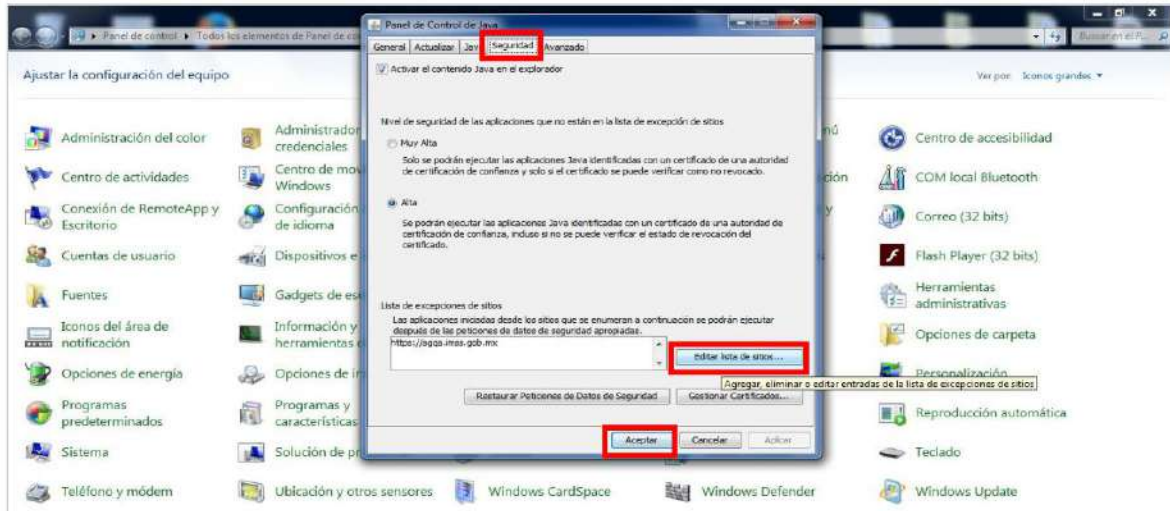 Panel de Control de Java
Panel de control ▸ Todos los elementos de Panel de co
Buscar en el P...
General Actualizar Java Seguridad Avanzado
Activar el contenido Java en el explorador
Ajustar la configuración del equipo
Ver por: Iconos grandes
Nivel de seguridad de las aplicaciones que no están en la lista de excepción de sitios
Muy Alta
Solo se podrán ejecutar las aplicaciones Java identificadas con un certificado de una autoridad
de certificación de confianza y solo si el certificado se puede verificar como no revocado.
Alta
Se podrán ejecutar las aplicaciones Java identificadas con un certificado de una autoridad de
certificación de confianza, incluso si no se puede verificar el estado de revocación del
certificado.
Lista de excepciones de sitios
Las aplicaciones iniciadas desde los sitios que se enumeran a continuación se podrán ejecutar
después de las peticiones de datos de seguridad apropiadas.
https://agqa.imss.gob.mx
Editar lista de sitios...
Agregar, eliminar o editar entradas de la lista de excepciones de sitios
Restaurar Peticiones de Datos de Seguridad
Gestionar Certificados...
Aceptar
Cancelar
Aplicar
Administración del color
Administrador
credenciales
Centro de accesibilidad
Centro de actividades
Centro de mov
Windows
COM local Bluetooth
Conexión de RemoteApp y
Escritorio
Configuración
de idioma
Correo (32 bits)
Cuentas de usuario
Dispositivos e
Flash Player (32 bits)
Fuentes
Gadgets de es
Herramientas
administrativas
Iconos del área de
notificación
Información y
herramientas
Opciones de carpeta
Opciones de energía
Opciones de in
Personalización
Programas
predeterminados
Programas y
características
Reproducción automática
Sistema
Solución de pr
Teclado
Teléfono y módem
Ubicación y otros sensores
Windows CardSpace
Windows Defender
Windows Update